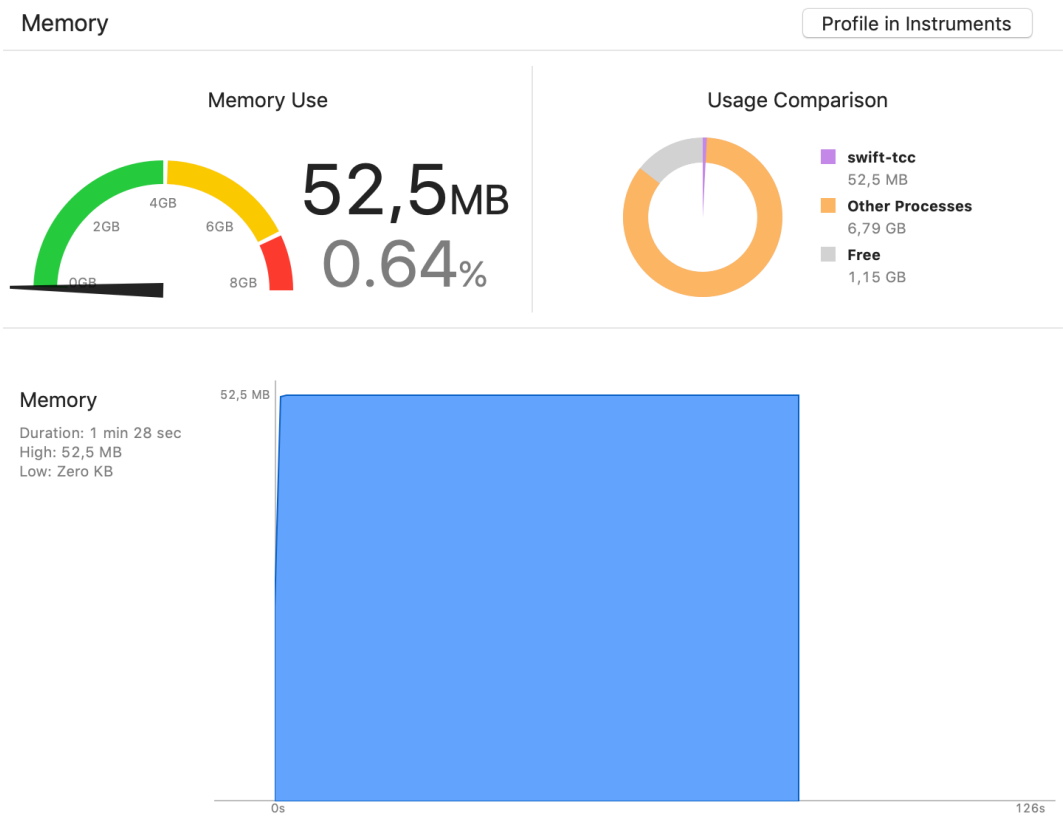 Memory
Profile in Instruments
Memory Use
0GB
2GB
4GB
6GB
8GB
52,5MB
0.64%
Usage Comparison
swift-tcc
52,5 MB
Other Processes
6,79 GB
Free
1,15 GB
Memory
Duration: 1 min 28 sec
High: 52,5 MB
Low: Zero KB
52,5 MB
0s
126s